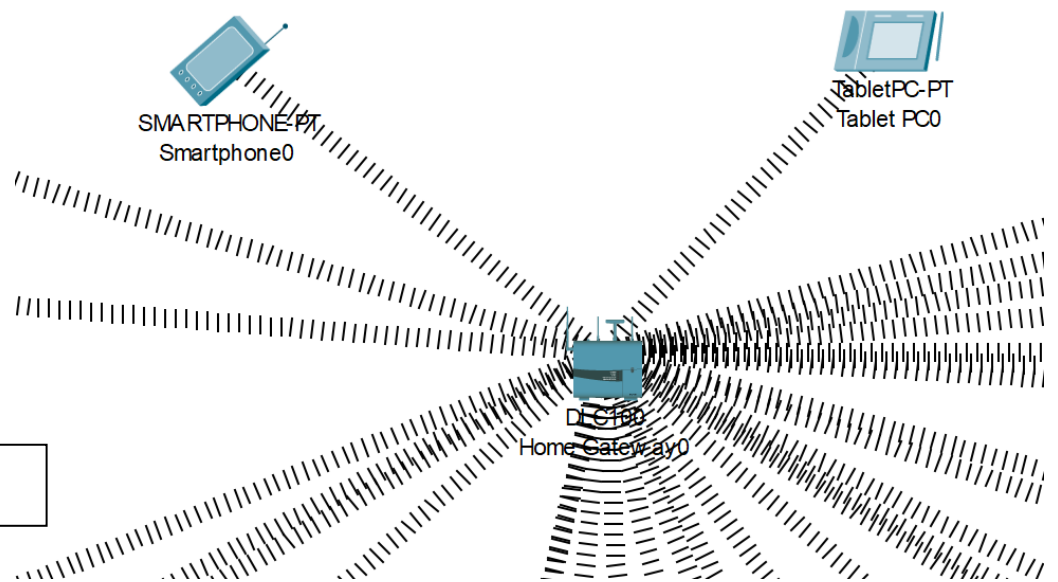 SMARTPHONE-PT
Smartphone0
TabletPC-PT
Tablet PC0
DLC100
Home Gateway0